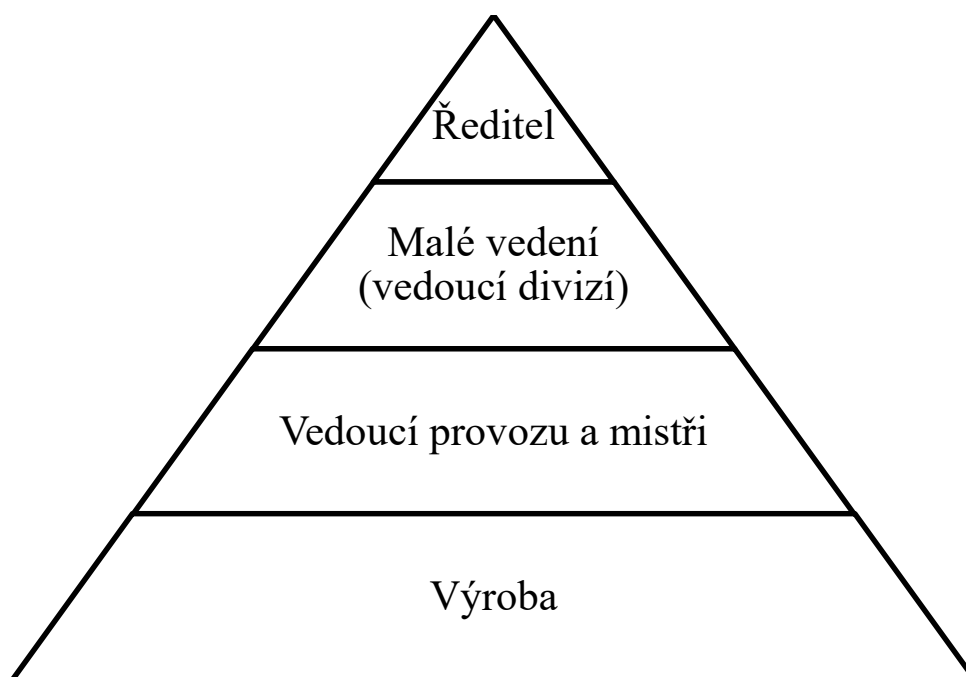 Ředitel
Malé vedení
(vedoucí divizí)
Vedoucí provozu a mistři
Výroba